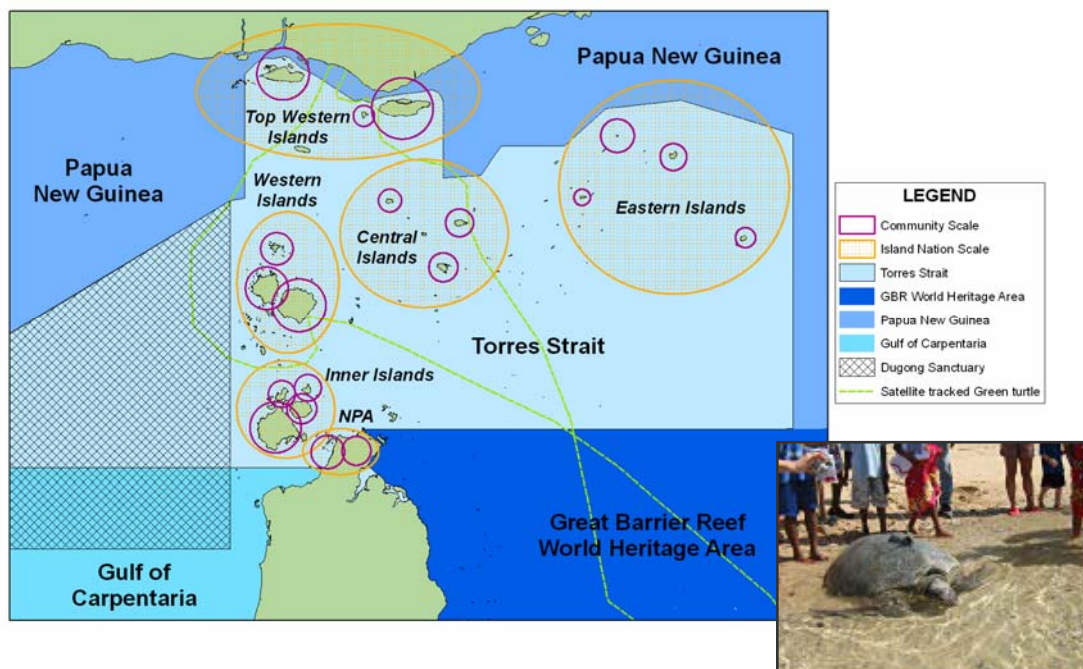 Papua New Guinea
Top Western
Islands
Papua
New Guinea
Western
Islands
Central
Islands
Eastern Islands
Torres Strait
Inner Islands
NPA
Great Barrier Reef
World Heritage Area
Gulf of
Carpentaria
LEGEND
Community Scale
Island Nation Scale
Torres Strait
GBR World Heritage Area
Papua New Guinea
Gulf of Carpentaria
Dugong Sanctuary
Satellite tracked Green turtle